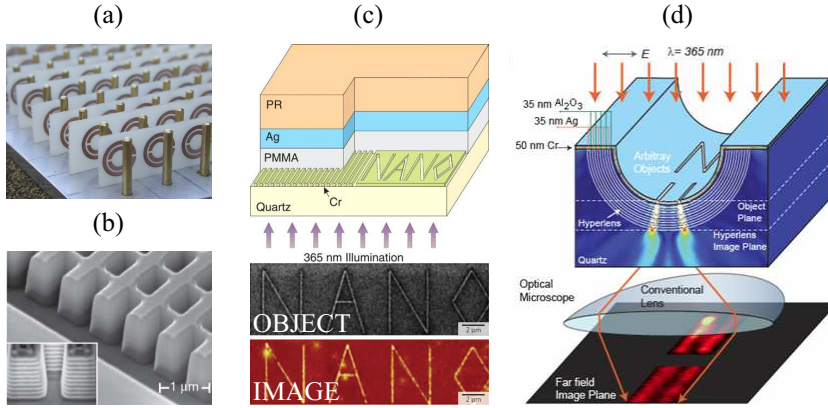 (a)
(b)
1 μm
(c)
PR
Ag
PMMA
Cr
Quartz
365 nm Illumination
OBJECT
2 μm
IMAGE
2 μm
(d)
E
λ= 365 nm
35 nm Al₂O₃
35 nm Ag
50 nm Cr
Arbitray
Objects
Object
Plane
Hyperlens
Hyperlens
Image Plane
Quartz
Optical
Microscope
Conventional
Lens
Far field
Image Plane
NANO
NANO
NANO